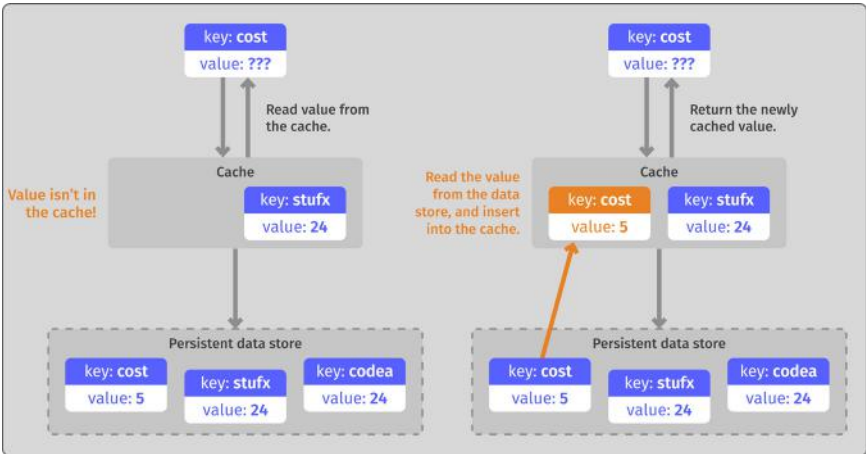 key: cost
value: ???
Read value from
the cache.
Cache
Value isn't in
the cache!
key: stufx
value: 24
Persistent data store
key: cost
value: 5
key: stufx
value: 24
key: codea
value: 24
key: cost
value: ???
Return the newly
cached value.
Cache
Read the value
from the data
store, and insert
into the cache.
key: cost
value: 5
key: stufx
value: 24
Persistent data store
key: cost
value: 5
key: stufx
value: 24
key: codea
value: 24